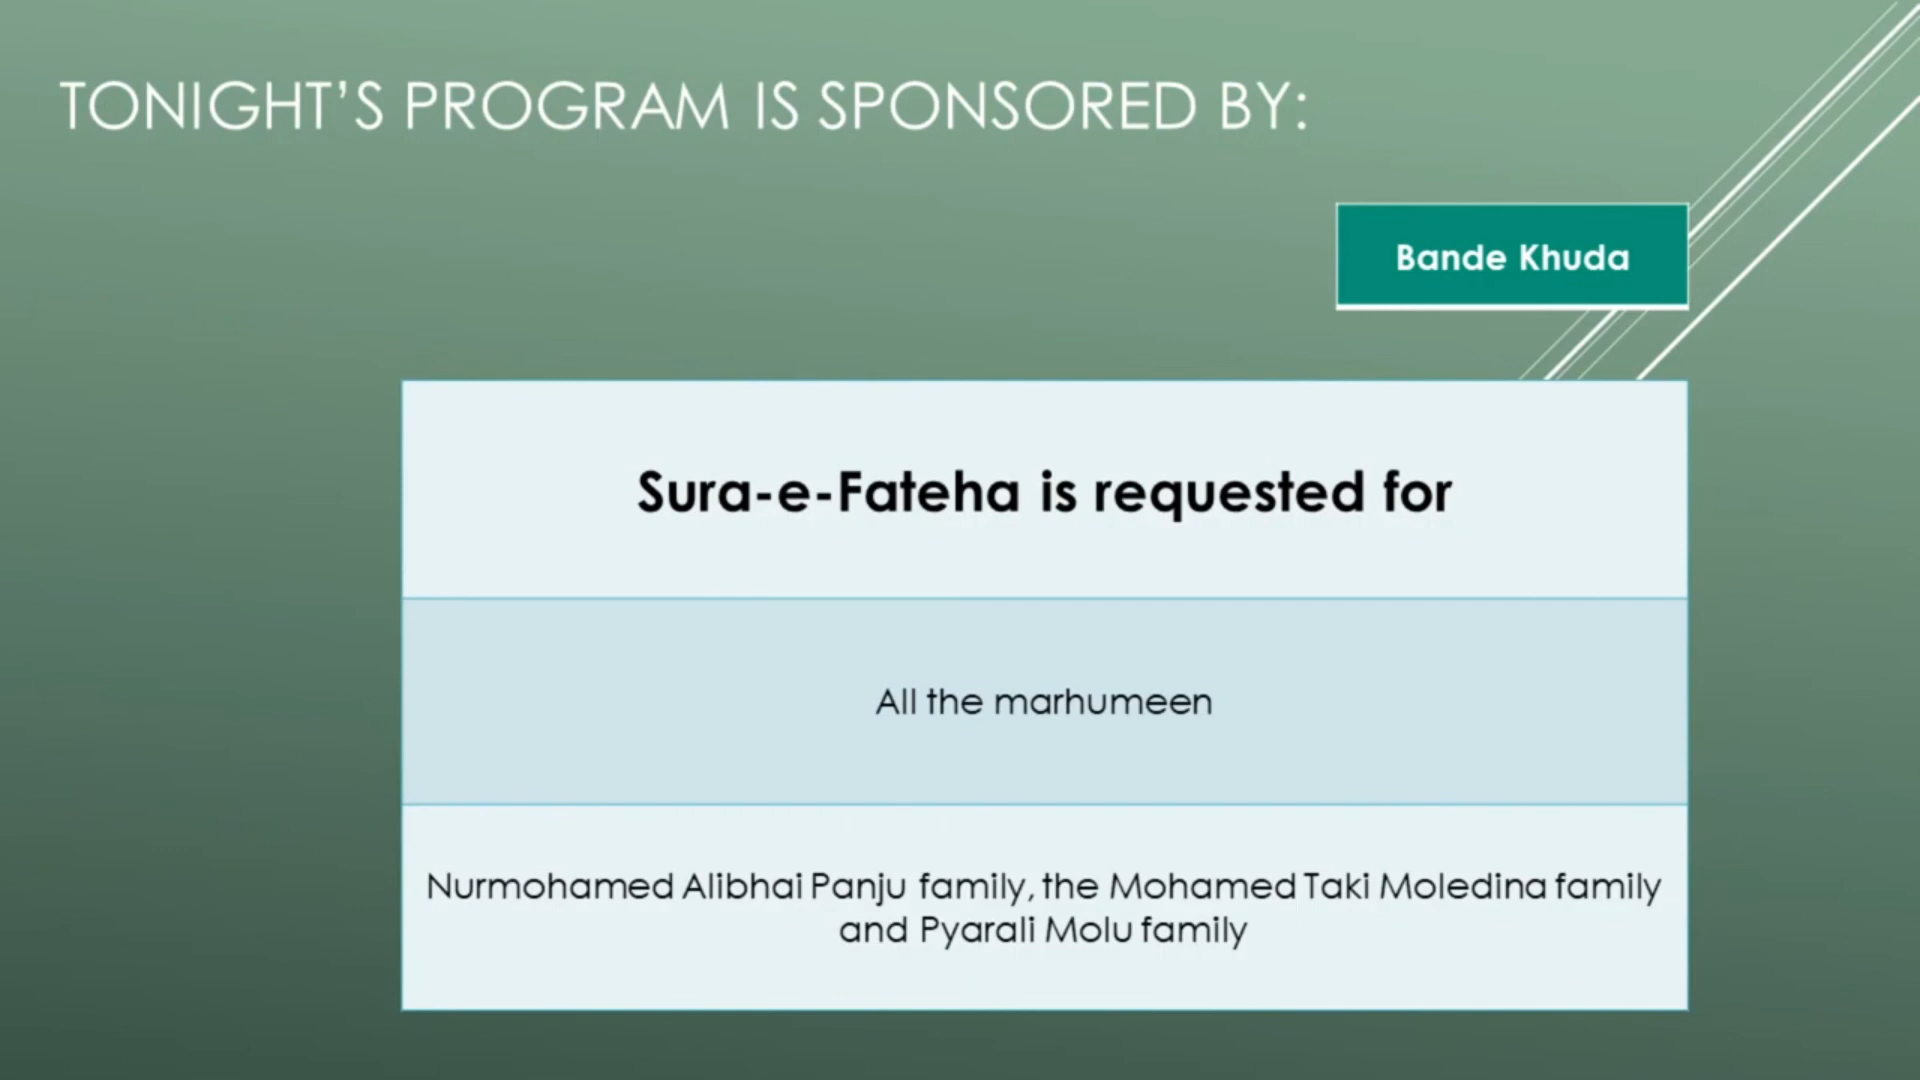 TONIGHT’S PROGRAM IS SPONSORED BY:
Bande Khuda
Sura-e-Fateha is requested for
All the marhumeen
Nurmohamed Alibhai Panju family, the Mohamed Taki Moledina family
and Pyarali Molu family